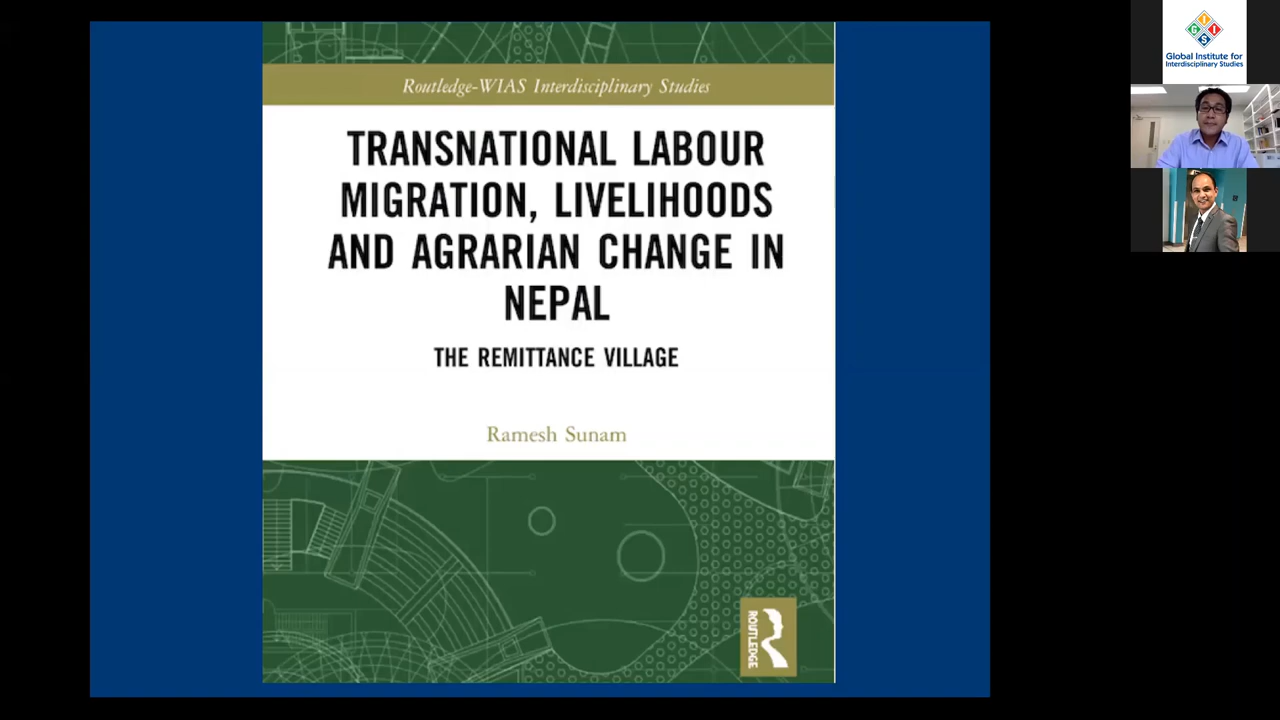 Routledge-WIAS Interdisciplinary Studies
TRANSNATIONAL LABOUR
MIGRATION, LIVELIHOODS
AND AGRARIAN CHANGE IN
NEPAL
THE REMITTANCE VILLAGE
Ramesh Sunam
ROUTLEDGE
I
G I
S
Global Institute for
Interdisciplinary Studies